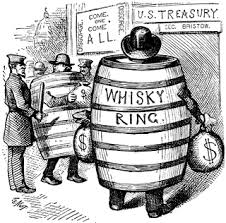 COME.
ONE
COME.
ALL
U.S. TREASURY
SEC. BRISTOW.
WHISKY
RING.
$
$